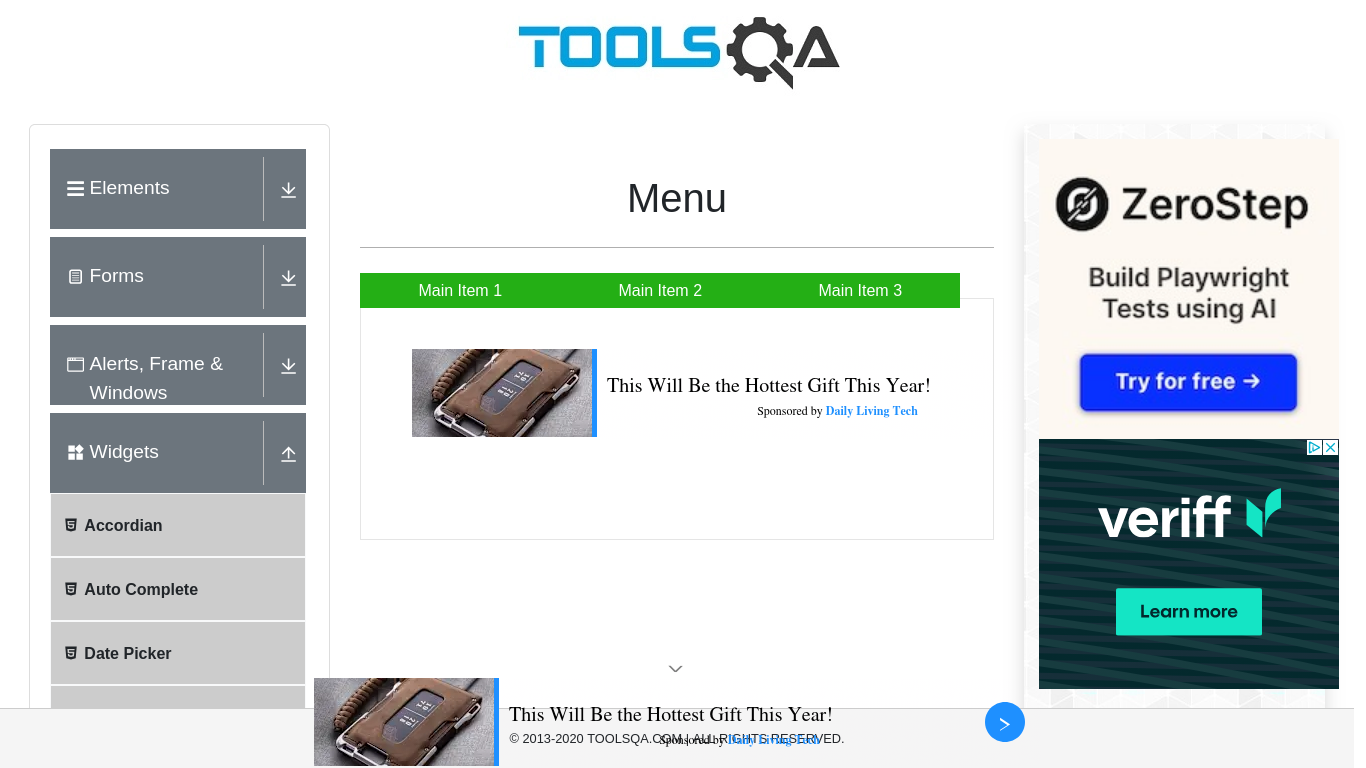 TOOLSQA
Elements
Forms
Alerts, Frame &
Windows
Widgets
Accordian
Auto Complete
Date Picker
Menu
Main Item 1
Main Item 2
Main Item 3
This Will Be the Hottest Gift This Year!
Sponsored by Daily Living Tech
ZeroStep
Build Playwright
Tests using AI
Try for free →
veriff
Learn more
This Will Be the Hottest Gift This Year!
Sponsored by Daily Living Tech
© 2013-2020 TOOLSQA.COM | ALL RIGHTS RESERVED.